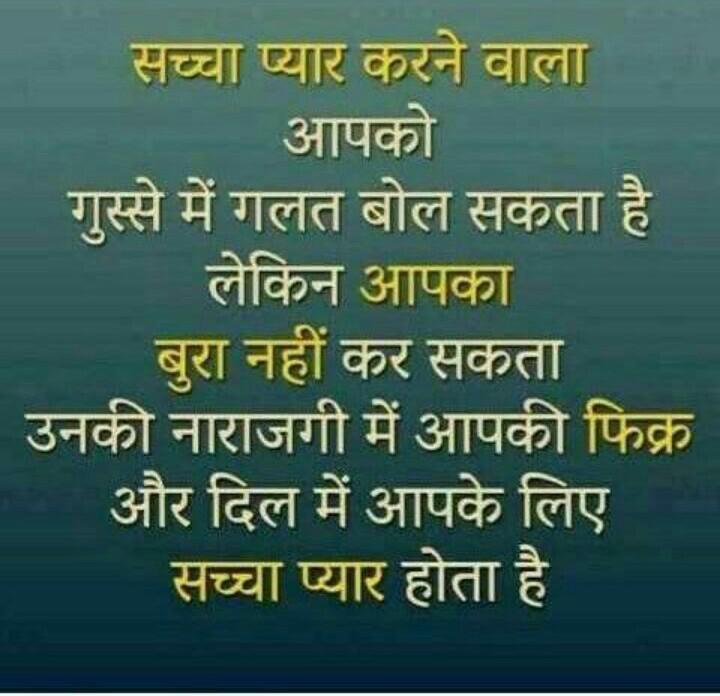 सच्चा प्यार करने वाला
आपको
गुस्से में गलत बोल सकता है
लेकिन आपका
बुरा नहीं कर सकता
उनकी नाराजगी में आपकी फिक्र
और दिल में आपके लिए
सच्चा प्यार होता है